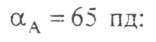 α_A = 65 пд: